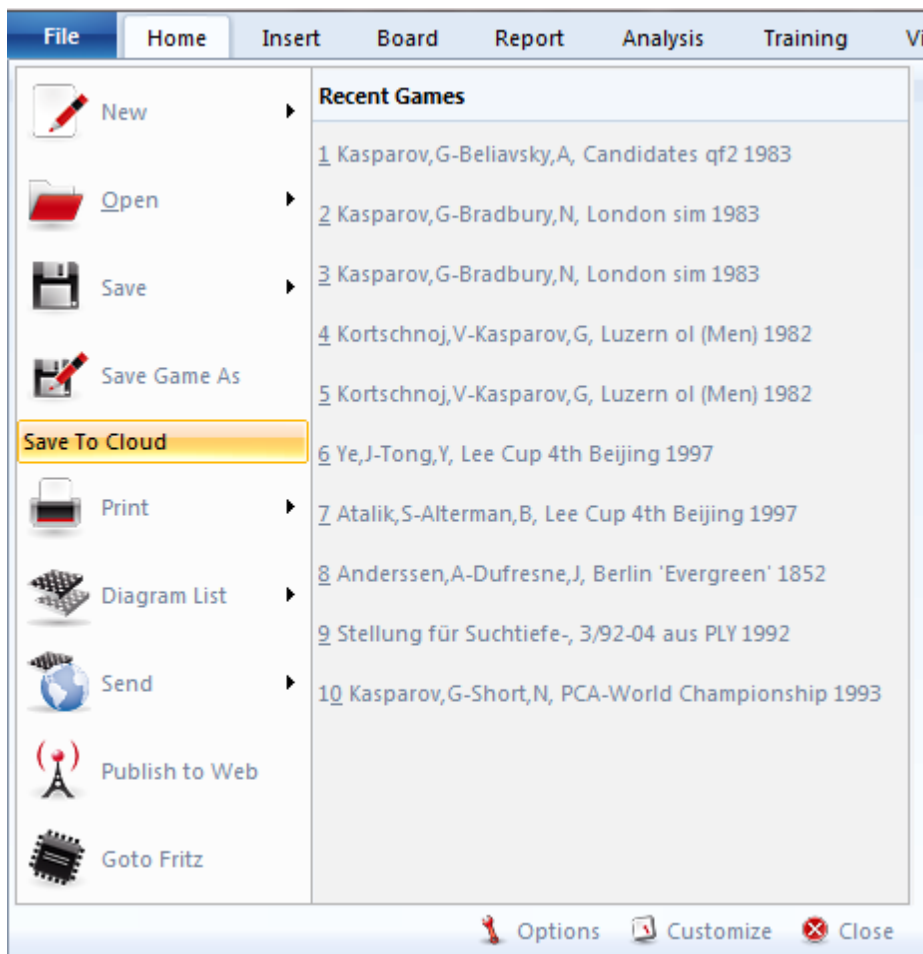 File Home Insert Board Report Analysis Training Vi
New
Open
Save
Save Game As
Save To Cloud
Print
Diagram List
Send
Publish to Web
Goto Fritz
Recent Games
1 Kasparov,G-Beliavsky,A, Candidates qf2 1983
2 Kasparov,G-Bradbury,N, London sim 1983
3 Kasparov,G-Bradbury,N, London sim 1983
4 Kortschnoj,V-Kasparov,G, Luzern ol (Men) 1982
5 Kortschnoj,V-Kasparov,G, Luzern ol (Men) 1982
6 Ye,J-Tong,Y, Lee Cup 4th Beijing 1997
7 Atalik,S-Alterman,B, Lee Cup 4th Beijing 1997
8 Anderssen,A-Dufresne,J, Berlin 'Evergreen' 1852
9 Stellung für Suchtiefe-, 3/92-04 aus PLY 1992
10 Kasparov,G-Short,N, PCA-World Championship 1993
Options Customize Close